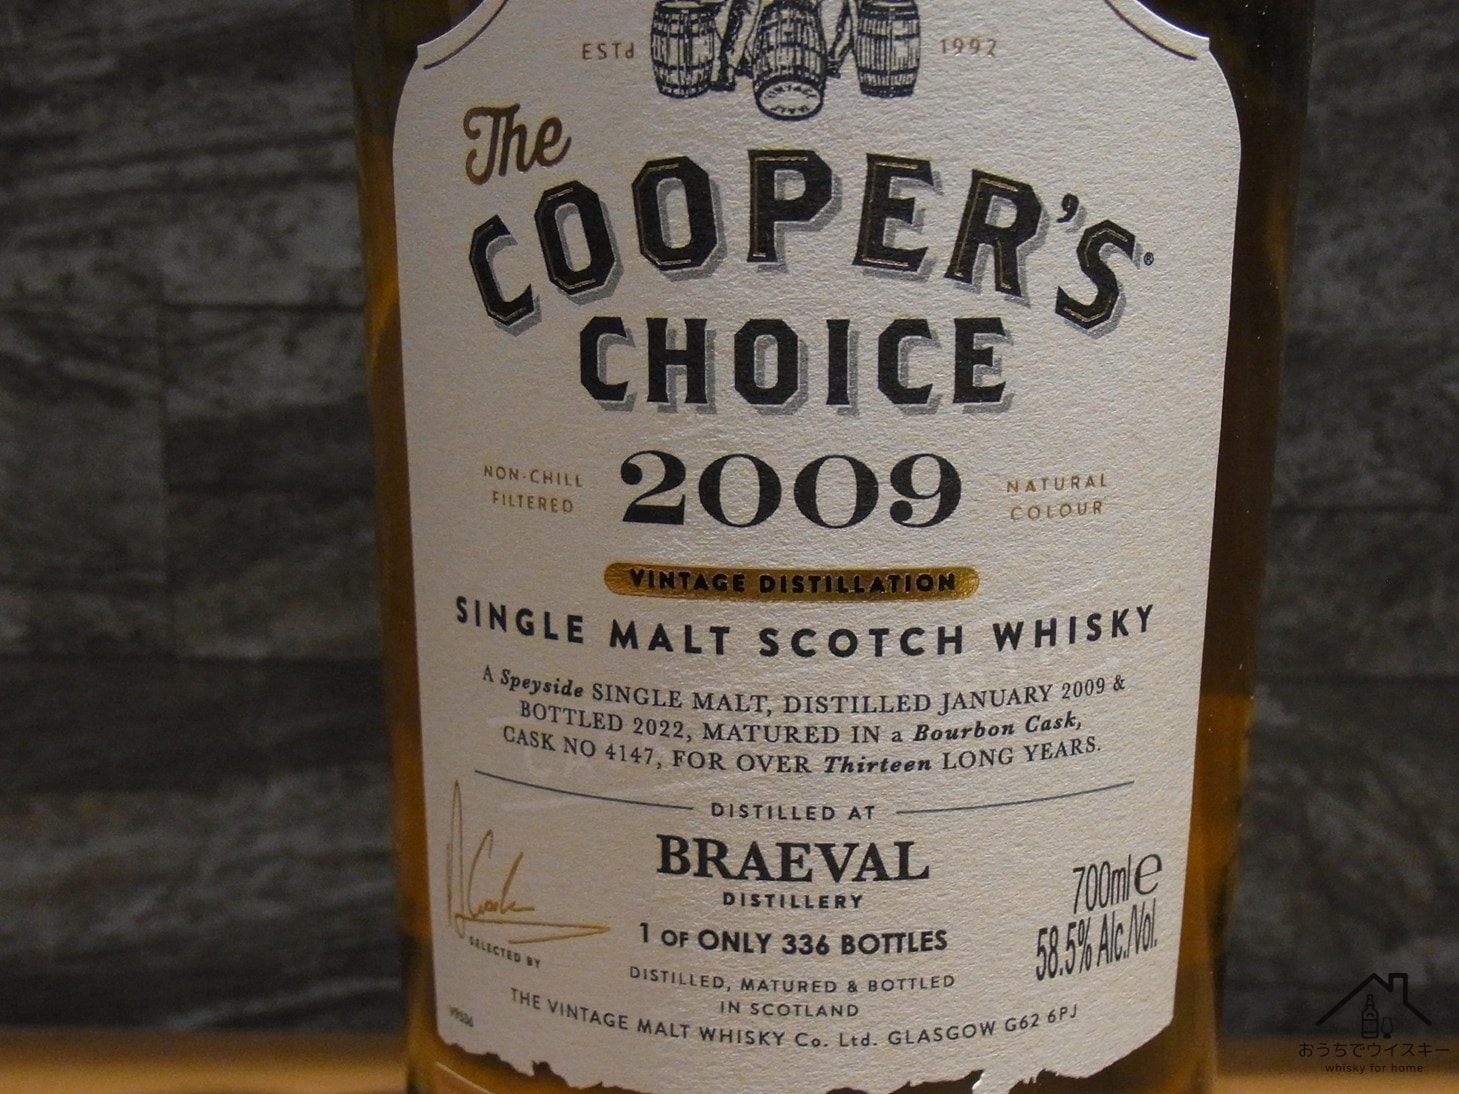 ESTd 1992
VINTAGE
MALT
The
COOPER'S®
CHOICE
NON-CHILL
FILTERED
2009
NATURAL
COLOUR
VINTAGE DISTILLATION
SINGLE MALT SCOTCH WHISKY
A Speyside SINGLE MALT, DISTILLED JANUARY 2009 &
BOTTLED 2022, MATURED IN a Bourbon Cask,
CASK NO 4147, FOR OVER Thirteen LONG YEARS.
DISTILLED AT
BRAEVAL
DISTILLERY
1 OF ONLY 336 BOTTLES
700ml e
58.5% Alc./Vol.
SELECTED BY
DISTILLED, MATURED & BOTTLED
IN SCOTLAND
THE VINTAGE MALT WHISKY Co. Ltd. GLASGOW G62 6PJ
おうちでウイスキー
whisky for home